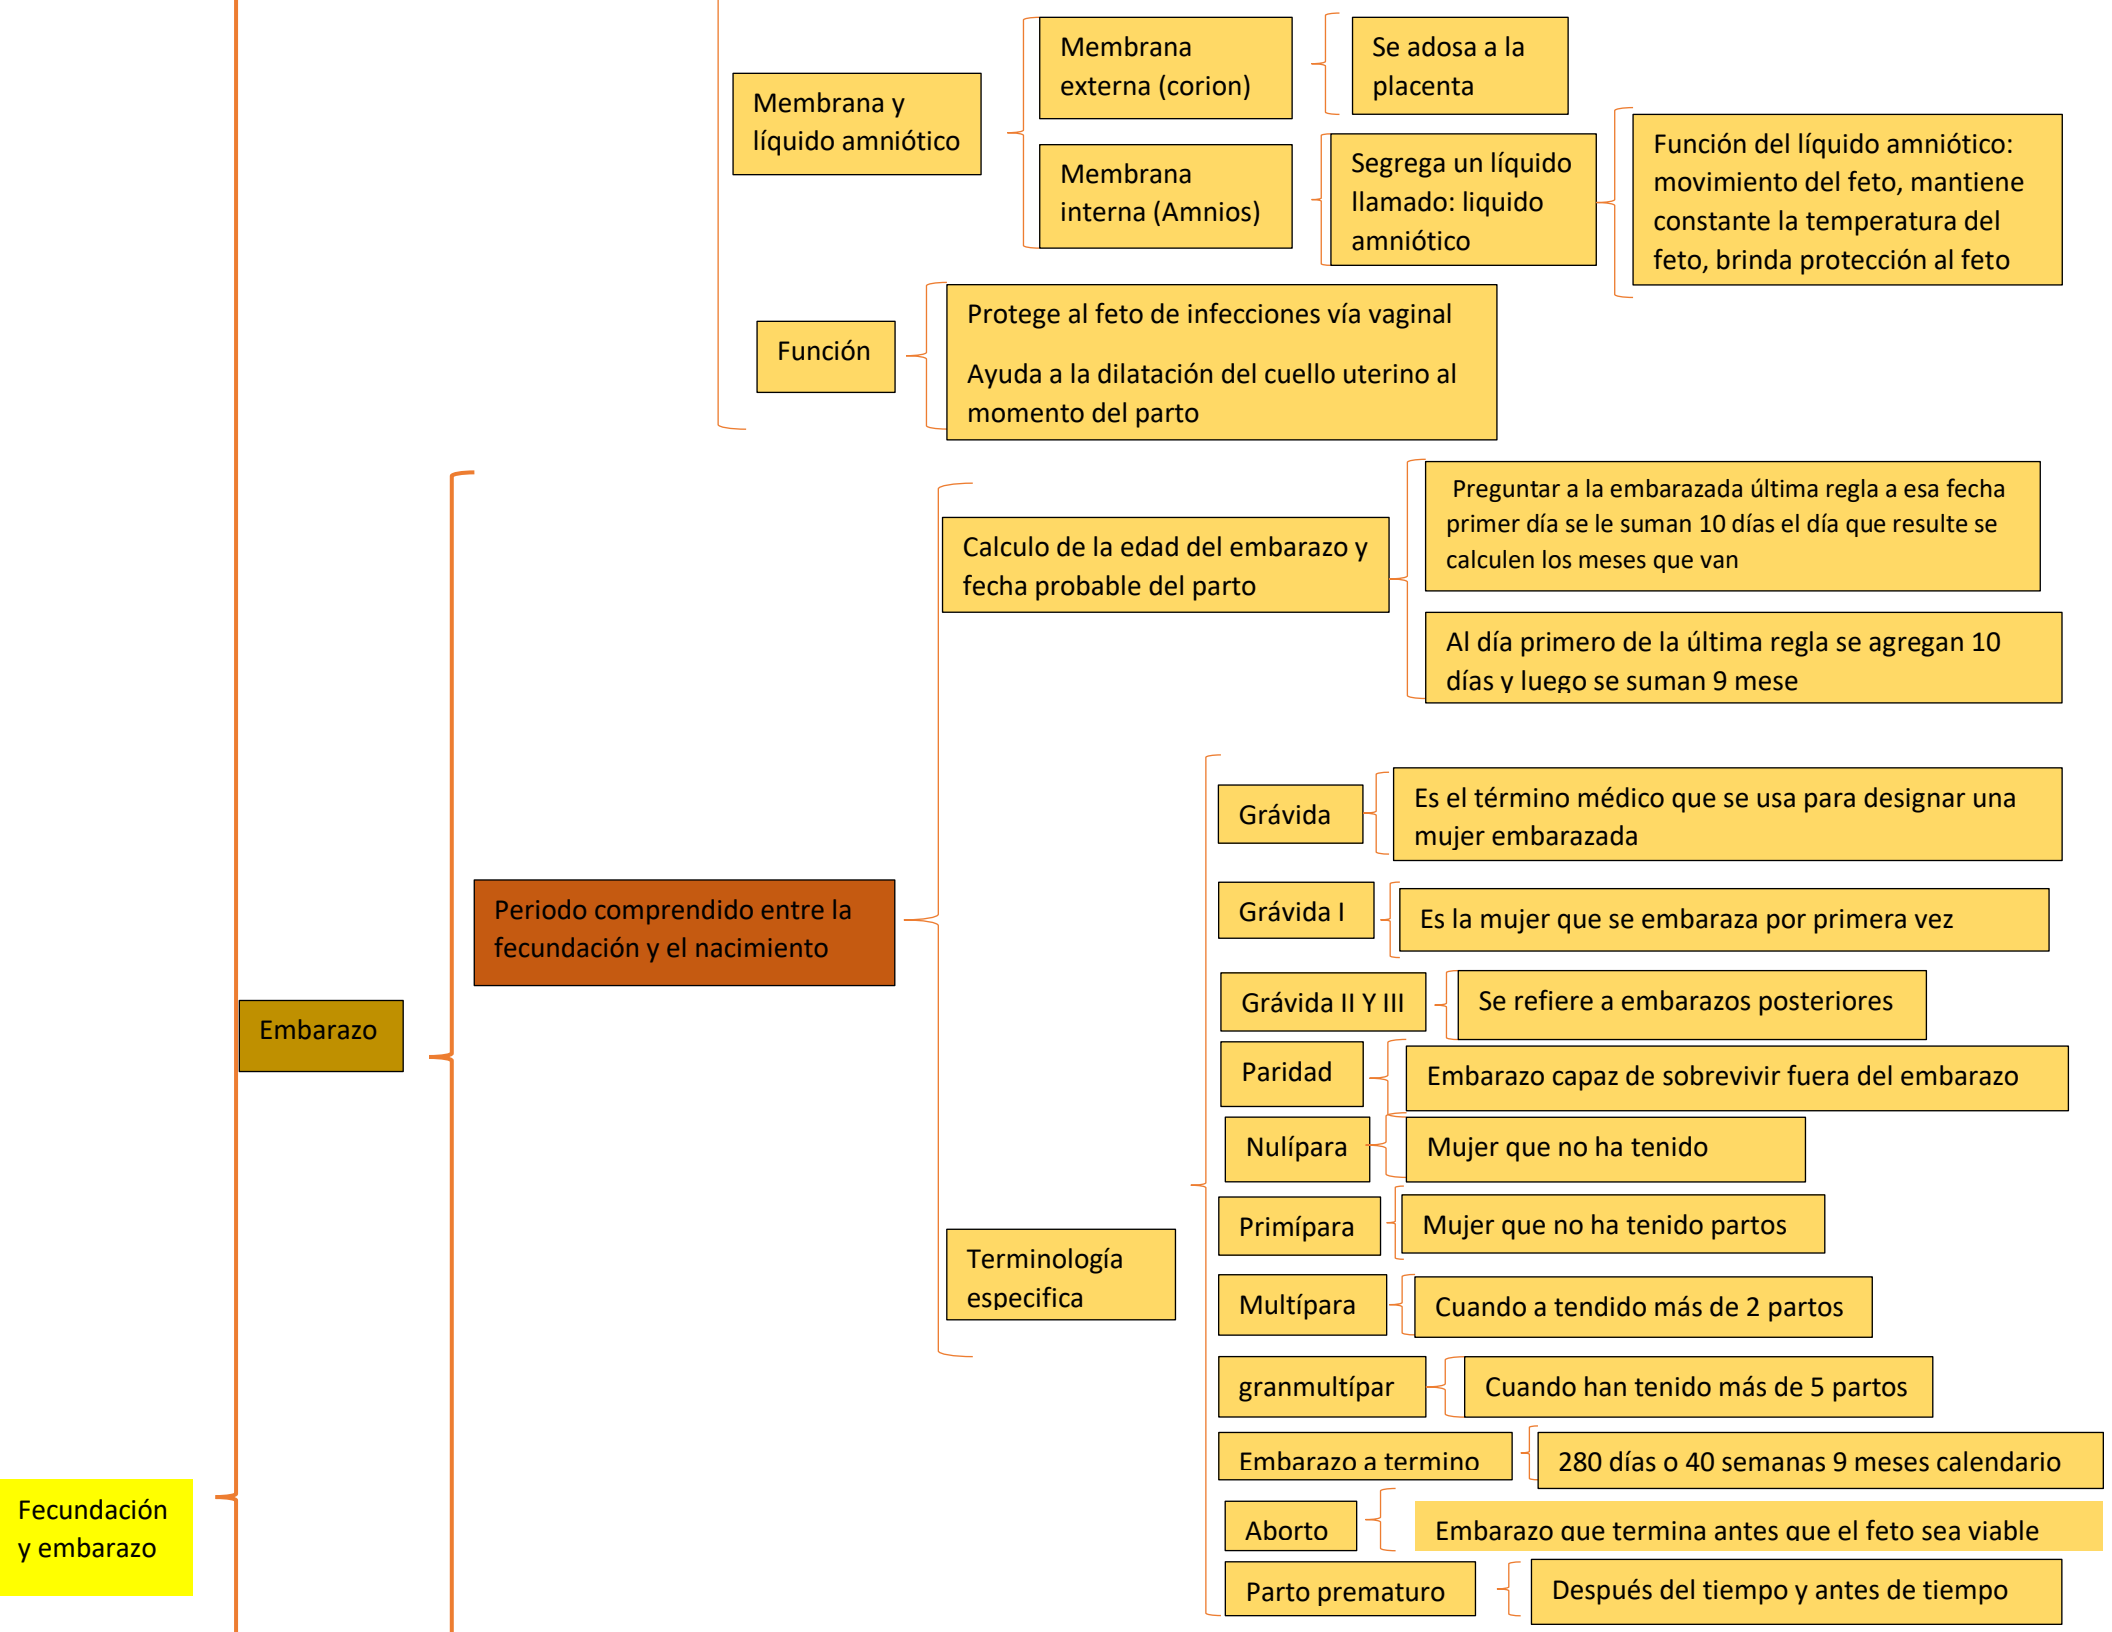 Membrana y
líquido amniótico
Membrana
externa (corion)
Se adosa a la
placenta
Membrana
interna (Amnios)
Segrega un líquido
llamado: liquido
amniótico
Función del líquido amniótico:
movimiento del feto, mantiene
constante la temperatura del
feto, brinda protección al feto
Función
Protege al feto de infecciones vía vaginal
Ayuda a la dilatación del cuello uterino al
momento del parto
Fecundación
y embarazo
Embarazo
Periodo comprendido entre la
fecundación y el nacimiento
Calculo de la edad del embarazo y
fecha probable del parto
Preguntar a la embarazada última regla a esa fecha
primer día se le suman 10 días el día que resulte se
calculen los meses que van
Al día primero de la última regla se agregan 10
días y luego se suman 9 mese
Terminología
especifica
Grávida
Es el término médico que se usa para designar una
mujer embarazada
Grávida I
Es la mujer que se embaraza por primera vez
Grávida II Y III
Se refiere a embarazos posteriores
Paridad
Embarazo capaz de sobrevivir fuera del embarazo
Nulípara
Mujer que no ha tenido
Primípara
Mujer que no ha tenido partos
Multípara
Cuando a tendido más de 2 partos
granmultípar
Cuando han tenido más de 5 partos
Embarazo a termino
280 días o 40 semanas 9 meses calendario
Aborto
Embarazo que termina antes que el feto sea viable
Parto prematuro
Después del tiempo y antes de tiempo